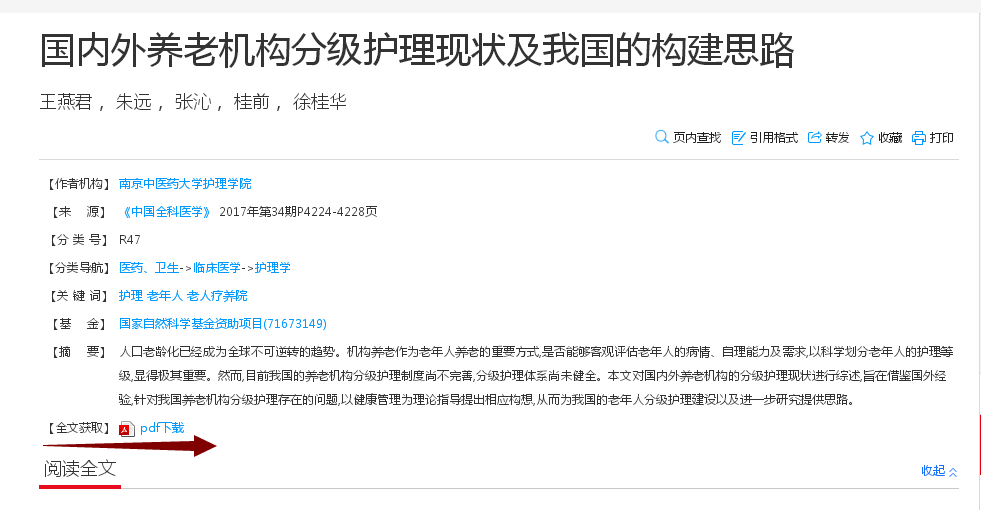 国内外养老机构分级护理现状及我国的构建思路
王燕君 ，朱远 ，张沁 ，桂前 ，徐桂华
页内查找 引用格式 转发 收藏 打印
【作者机构】 南京中医药大学护理学院
【来 源】 《中国全科医学》 2017年第34期P4224-4228页
【分 类 号】 R47
【分类导航】 医药、卫生->临床医学->护理学
【关 键 词】 护理 老年人 老人疗养院
【基 金】 国家自然科学基金资助项目(71673149)
【摘 要】 人口老龄化已经成为全球不可逆转的趋势。机构养老作为老年人养老的重要方式,是否能够客观评估老年人的病情、自理能力及需求,以科学划分老年人的护理等
级,显得极其重要。然而,目前我国的养老机构分级护理制度尚不完善,分级护理体系尚未健全。本文对国内外养老机构的分级护理现状进行综述,旨在借鉴国外经
验,针对我国养老机构分级护理存在的问题,以健康管理为理论指导提出相应构想,从而为我国的老年人分级护理建设以及进一步研究提供思路。
【全文获取】 pdf下载
阅读全文 收起